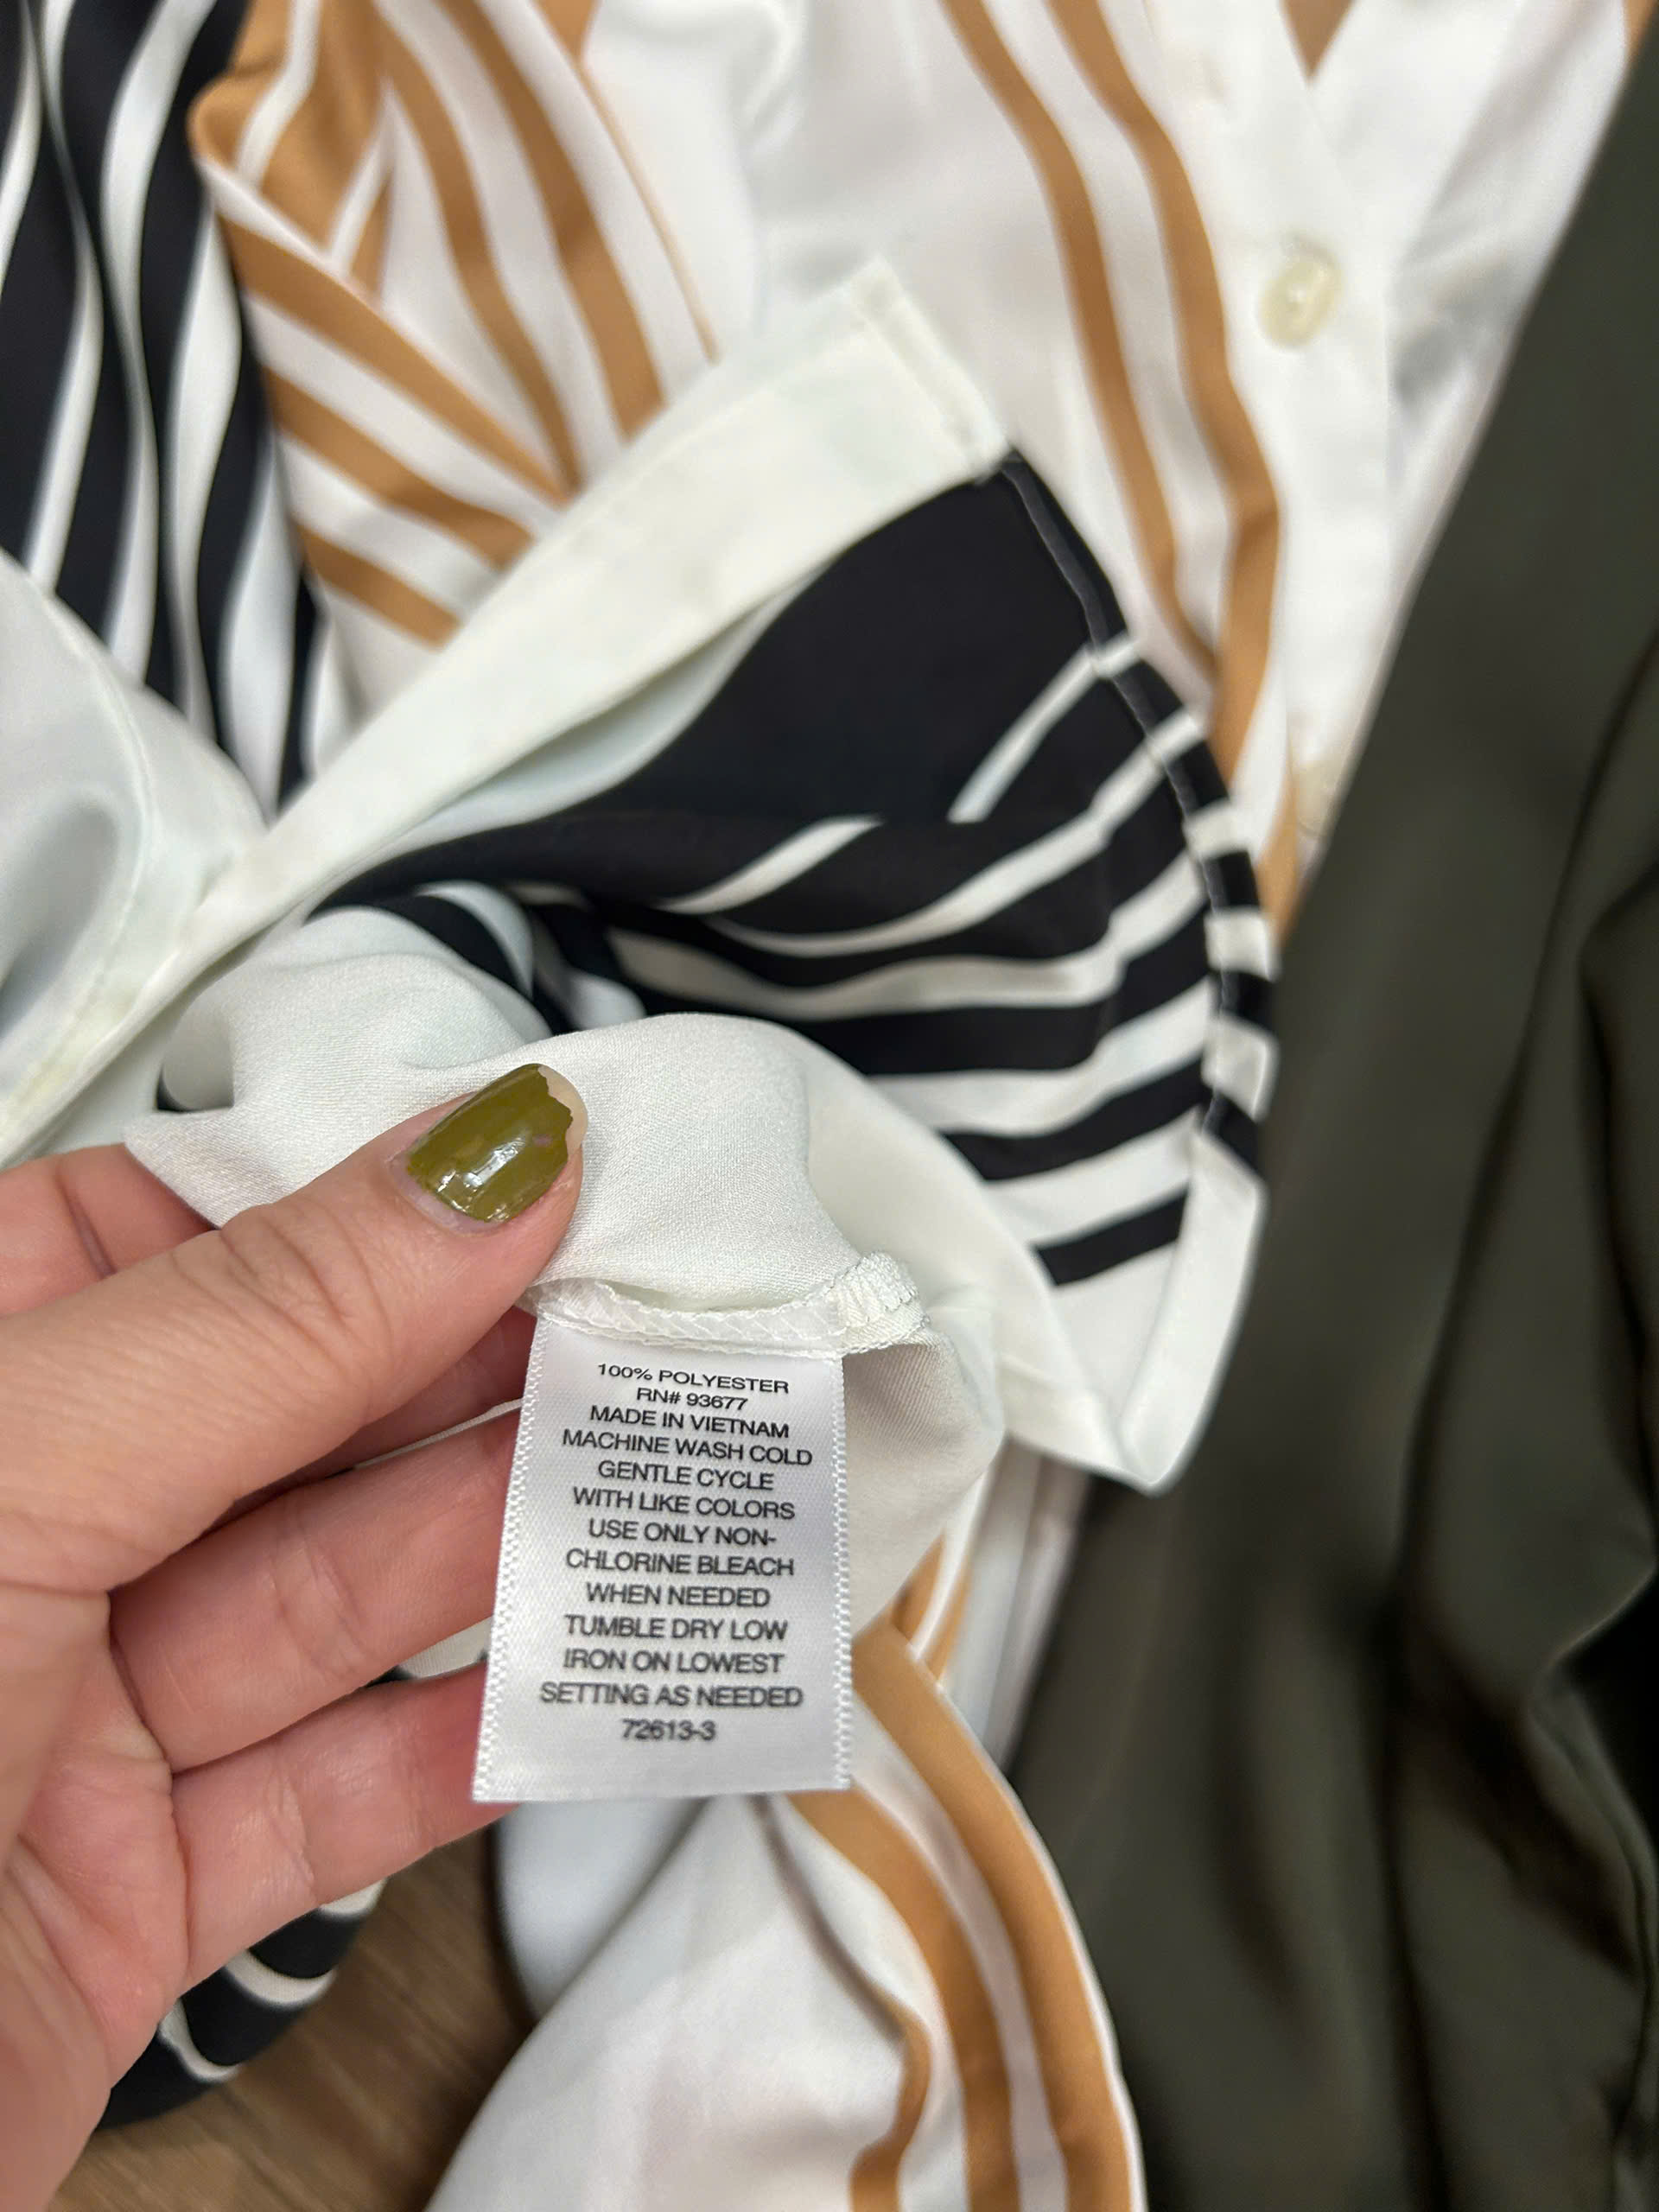 100% POLYESTER
RN# 93677
MADE IN VIETNAM
MACHINE WASH COLD
GENTLE CYCLE
WITH LIKE COLORS
USE ONLY NON-
CHLORINE BLEACH
WHEN NEEDED
TUMBLE DRY LOW
IRON ON LOWEST
SETTING AS NEEDED
72613-3